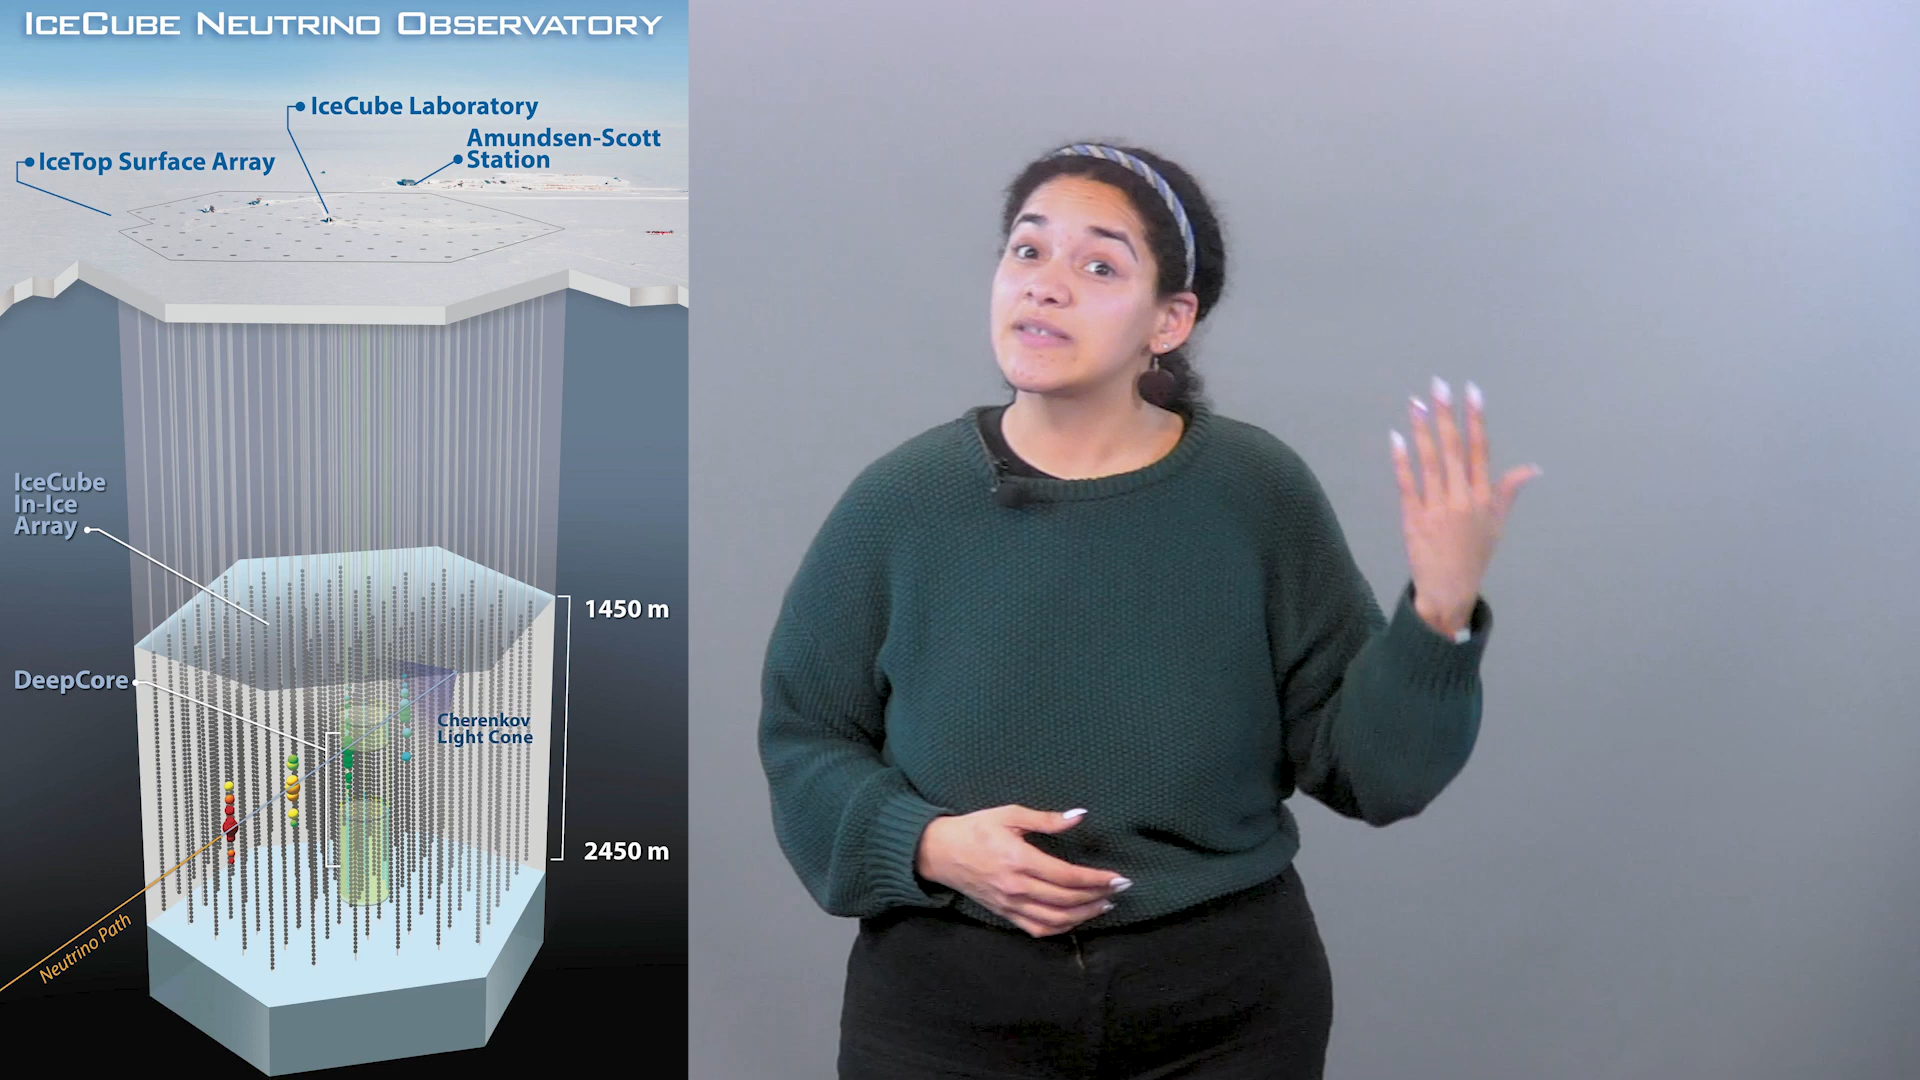 IceCube Neutrino Observatory
IceCube Laboratory
Amundsen-Scott
Station
IceTop Surface Array
IceCube
In-Ice
Array
1450 m
DeepCore
Cherenkov
Light Cone
2450 m
Neutrino Path